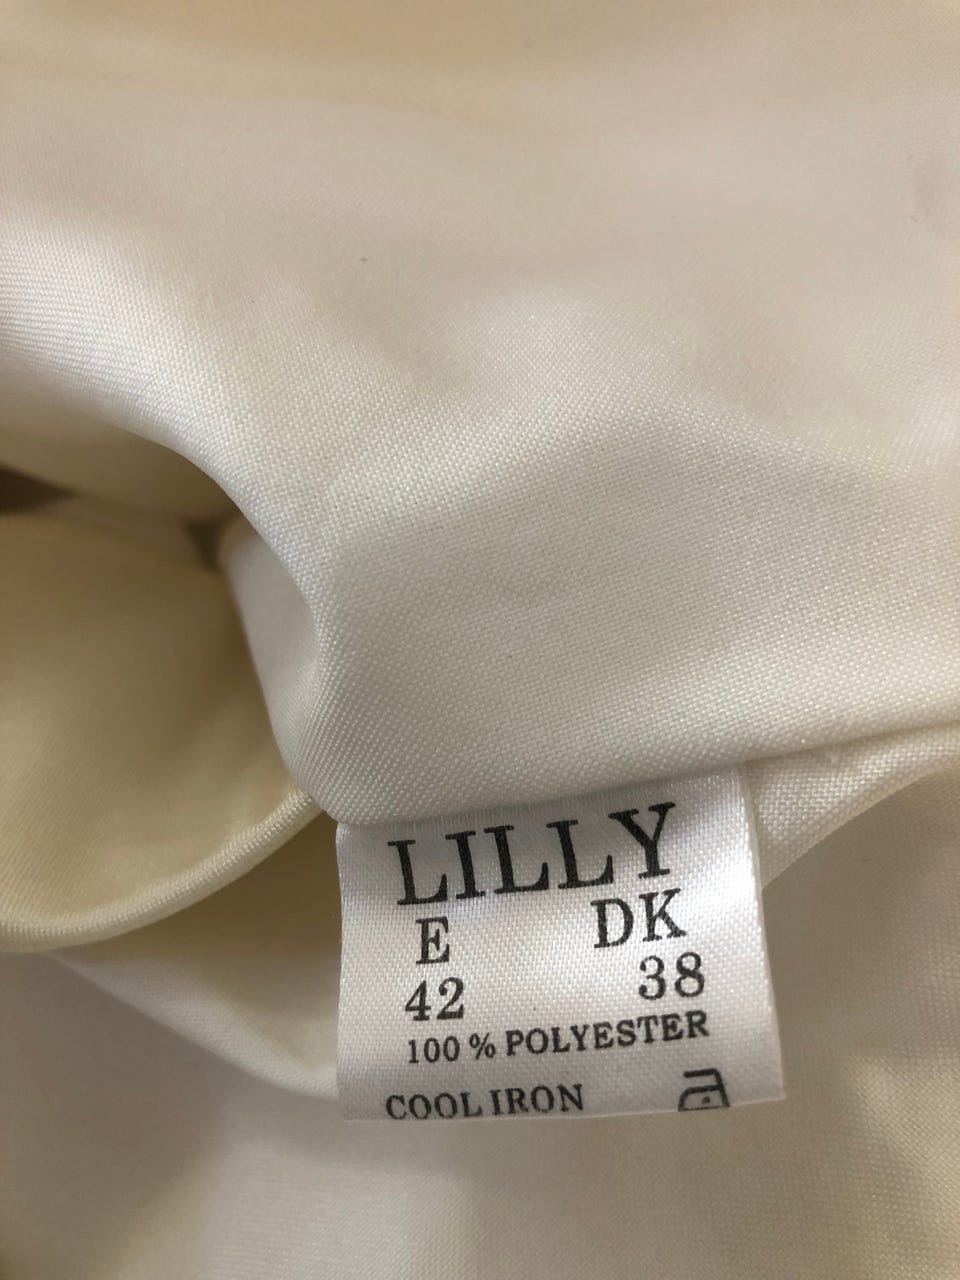 LILLY
E DK
42 38
100 % POLYESTER
COOL IRON